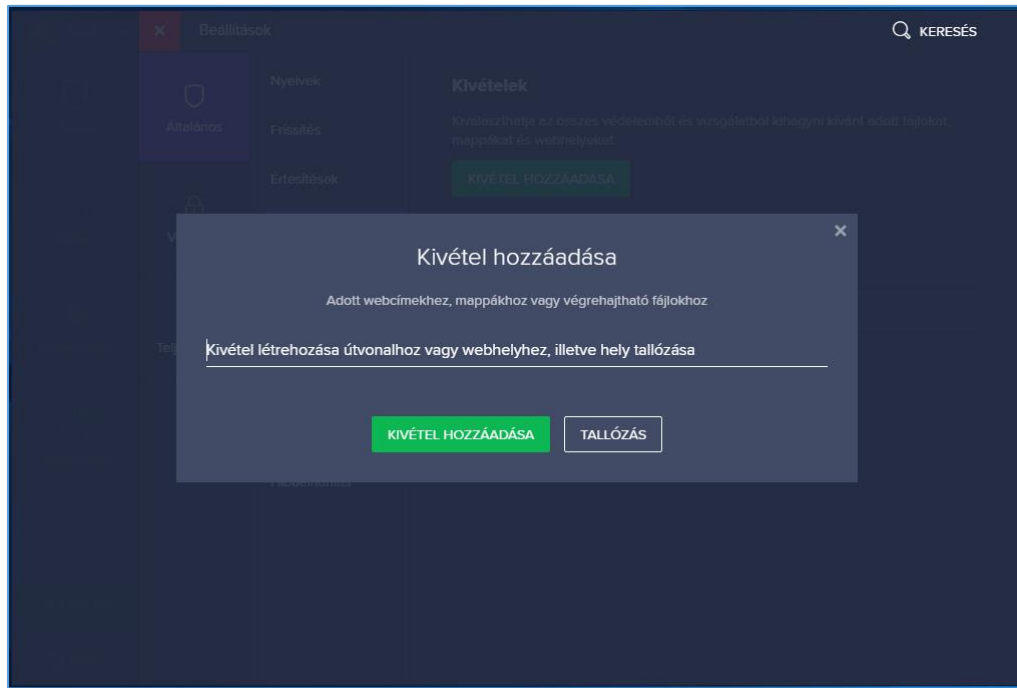 Beállítások
KERESÉS
Általános
Nyelvek
Frissítés
Értesítések
Kivételek
Kiválaszthatja az összes védelemből és vizsgálatból kihagyni kívánt adott fájlokat,
mappákat és webhelyeket.
KIVÉTEL HOZZÁADÁSA
Kivétel hozzáadása
Adott webcímekhez, mappákhoz vagy végrehajtható fájlokhoz
Kivétel létrehozása útvonalhoz vagy webhelyhez, illetve hely tallózása
KIVÉTEL HOZZÁADÁSA
TALLÓZÁS